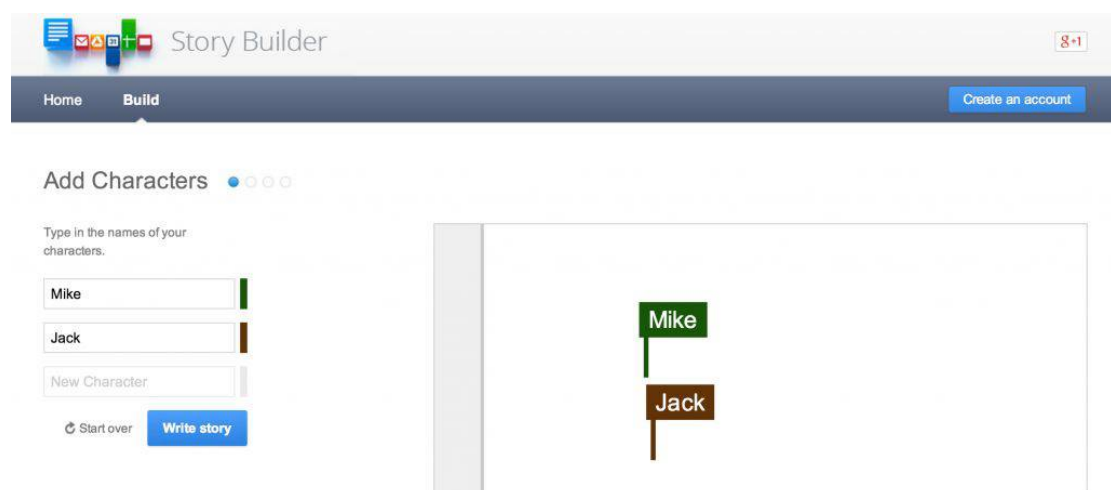 Story Builder
g+1
Home Build
Create an account
Add Characters
Type in the names of your
characters.
Mike
Jack
New Character
Start over Write story
Mike
Jack